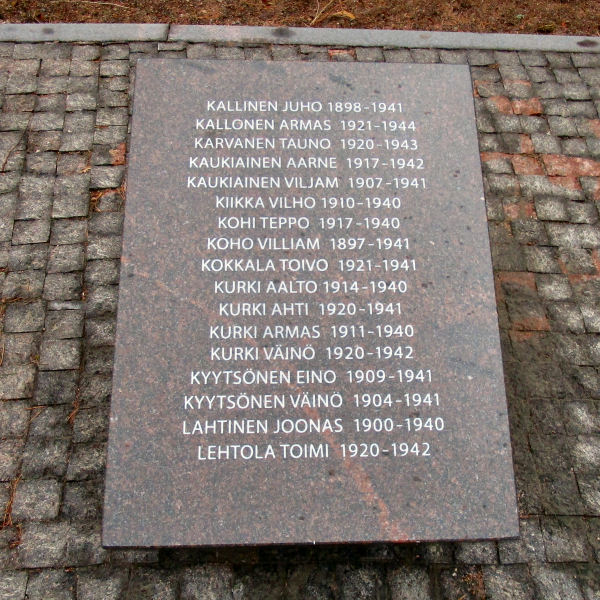 KALLINEN JUHO 1898-1941
KALLONEN ARMAS 1921-1944
KARVANEN TAUNO 1920-1943
KAUKIAINEN AARNE 1917-1942
KAUKIAINEN VILJAM 1907-1941
KIIKKA VILHO 1910-1940
KOHI TEPPO 1917-1940
KOHO VILLIAM 1897-1941
KOKKALA TOIVO 1921-1941
KURKI AALTO 1914-1940
KURKI AHTI 1920-1941
KURKI ARMAS 1911-1940
KURKI VÄINÖ 1920-1942
KYYTSÖNEN EINO 1909-1941
KYYTSÖNEN VÄINÖ 1904-1941
LAHTINEN JOONAS 1900-1940
LEHTOLA TOIMI 1920-1942